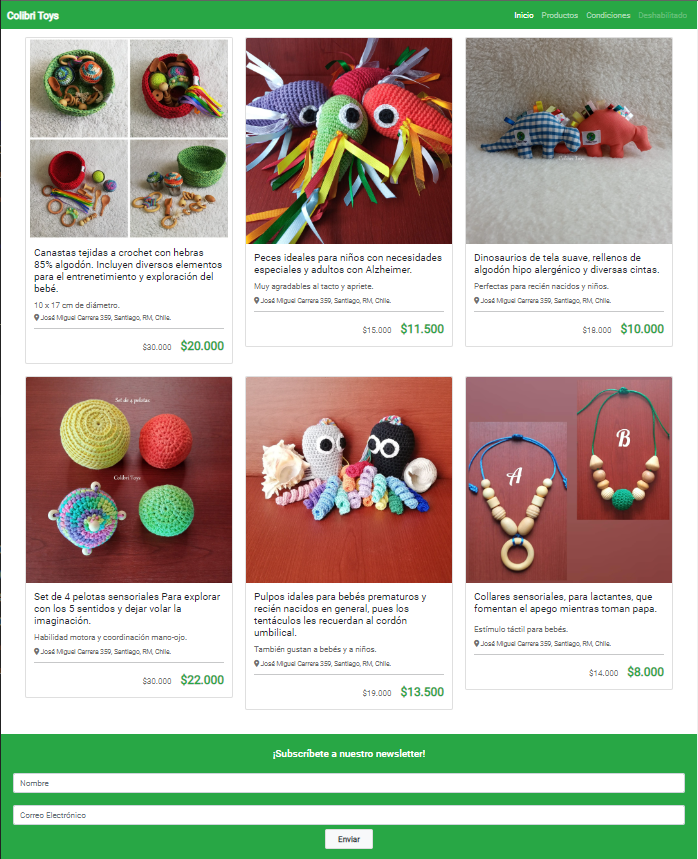 Colibri Toys
Inicio Productos Condiciones Deshabilitado
Canastas tejidas a crochet con hebras
85% algodón. Incluyen diversos elementos
para el entretenimiento y exploración del
bebé.
10 x 17 cm de diámetro.
José Miguel Carrera 359, Santiago, RM, Chile.
$30.000 $20.000
Peces ideales para niños con necesidades
especiales y adultos con Alzheimer.
Muy agradables al tacto y apriete.
José Miguel Carrera 359, Santiago, RM, Chile.
$15.000 $11.500
Colibri Toys
Dinosaurios de tela suave, rellenos de
algodón hipo alergénico y diversas cintas.
Perfectas para recién nacidos y niños.
José Miguel Carrera 359, Santiago, RM, Chile.
$18.000 $10.000
Set de 4 pelotas
Colibri Toys
Set de 4 pelotas sensoriales Para explorar
con los 5 sentidos y dejar volar la
imaginación.
Habilidad motora y coordinación mano-ojo.
José Miguel Carrera 359, Santiago, RM, Chile.
$30.000 $22.000
Pulpos idales para bebés prematuros y
recién nacidos en general, pues los
tentáculos les recuerdan al cordón
umbilical.
También gustan a bebés y a niños.
José Miguel Carrera 359, Santiago, RM, Chile.
$19.000 $13.500
A
B
Collares sensoriales, para lactantes, que
fomentan el apego mientras toman papa.
Estímulo táctil para bebés.
José Miguel Carrera 359, Santiago, RM, Chile.
$14.000 $8.000
¡Subscríbete a nuestro newsletter!
Nombre
Correo Electrónico
Enviar